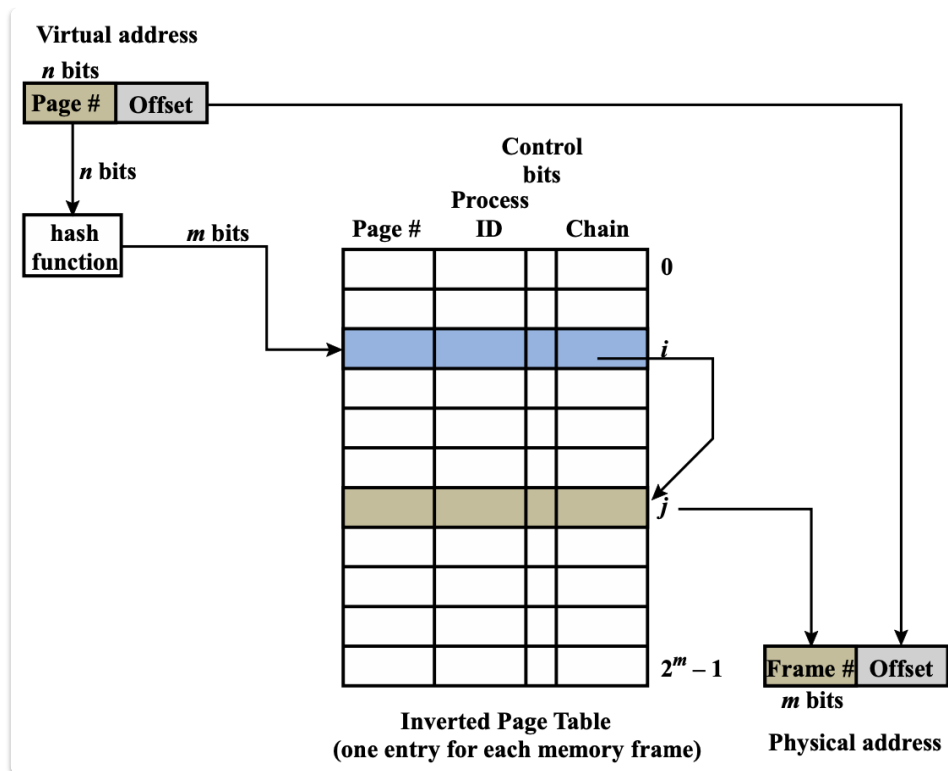 Virtual address
n bits
Page # Offset
n bits
hash
function
m bits
Control
bits
Process
Page # ID Chain
0
i
j
2^m – 1
Frame # Offset
m bits
Inverted Page Table
(one entry for each memory frame)
Physical address